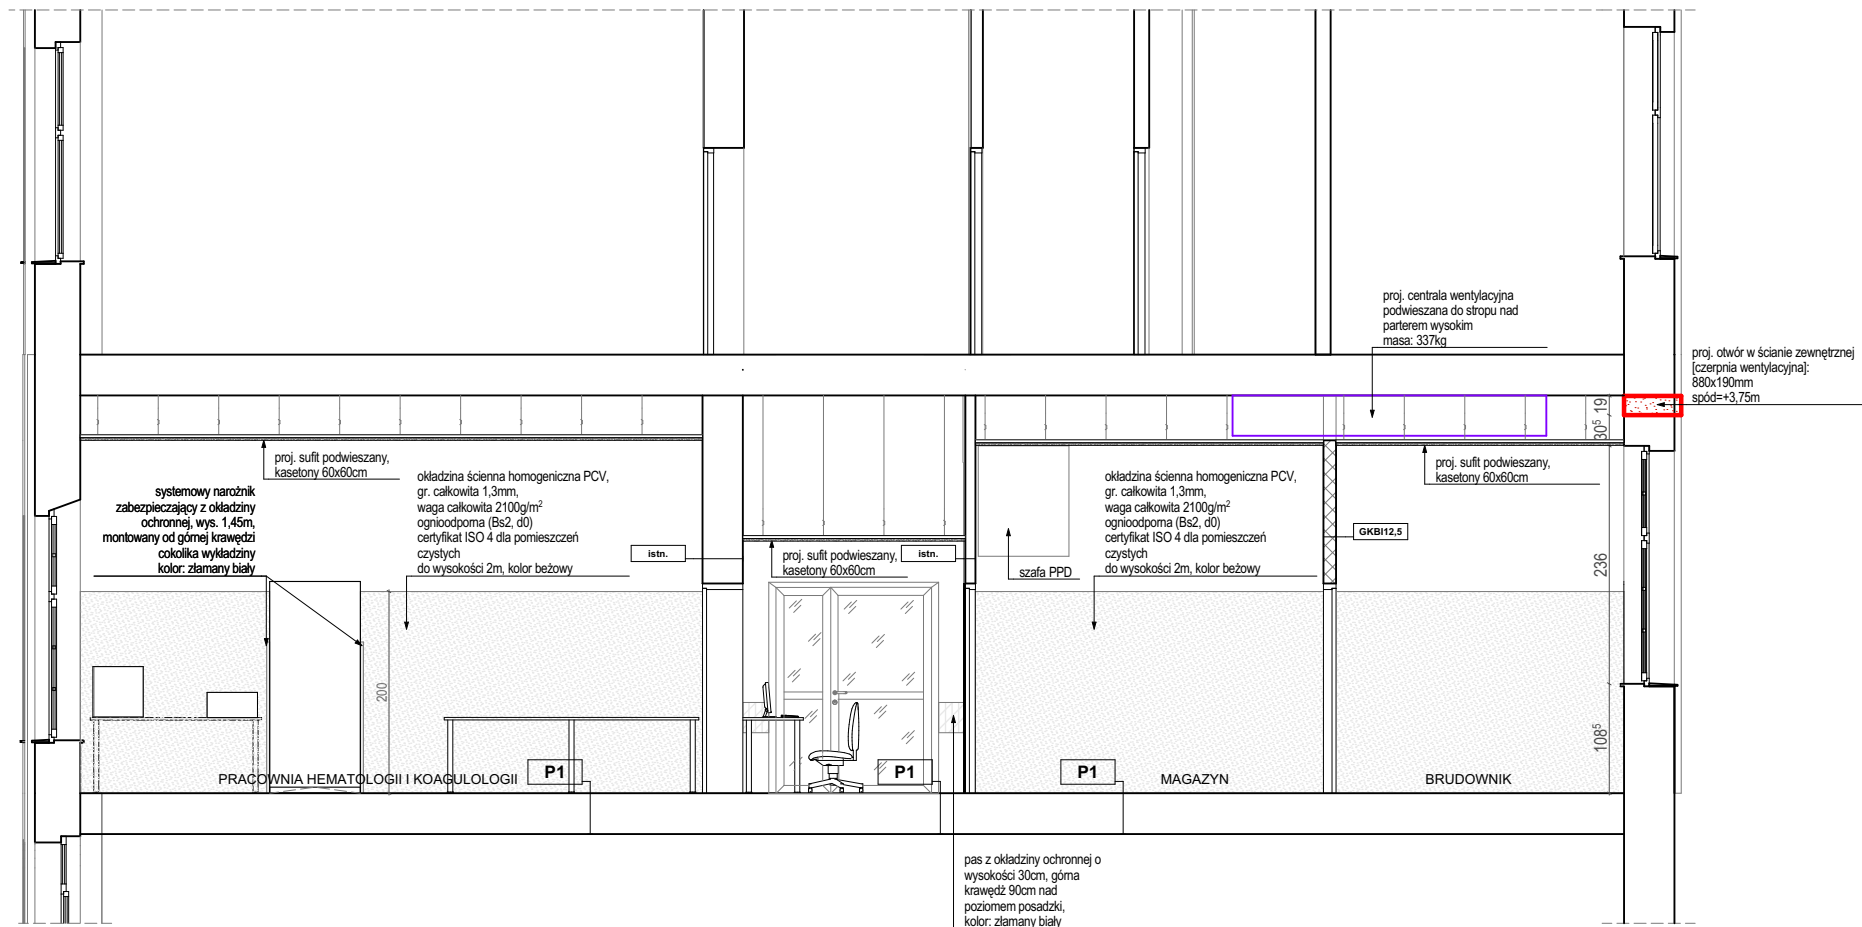 proj. centrala wentylacyjna
podwieszana do stropu nad
parterem wysokim
masa: 337kg
proj. otwór w ścianie zewnętrznej
[czerpnia wentylacyjna]:
880x190mm
spód=+3,75m
19
30⁵
proj. sufit podwieszany,
kasetony 60x60cm
systemowy narożnik
zabezpieczający z okładziny
ochronnej, wys. 1,45m,
montowany od górnej krawędzi
cokolika wykładziny
kolor: złamany biały
okładzina ścienna homogeniczna PCV,
gr. całkowita 1,3mm,
waga całkowita 2100g/m²
ognioodporna (Bs2, d0)
certyfikat ISO 4 dla pomieszczeń
czystych
do wysokości 2m, kolor beżowy
istn.
proj. sufit podwieszany,
kasetony 60x60cm
istn.
szafa PPD
okładzina ścienna homogeniczna PCV,
gr. całkowita 1,3mm,
waga całkowita 2100g/m²
ognioodporna (Bs2, d0)
certyfikat ISO 4 dla pomieszczeń
czystych
do wysokości 2m, kolor beżowy
GKBI12,5
proj. sufit podwieszany,
kasetony 60x60cm
236
200
108⁵
PRACOWNIA HEMATOLOGII I KOAGULOLOGII
P1
P1
P1
MAGAZYN
BRUDOWNIK
pas z okładziny ochronnej o
wysokości 30cm, górna
krawędź 90cm nad
poziomem posadzki,
kolor: złamany biały